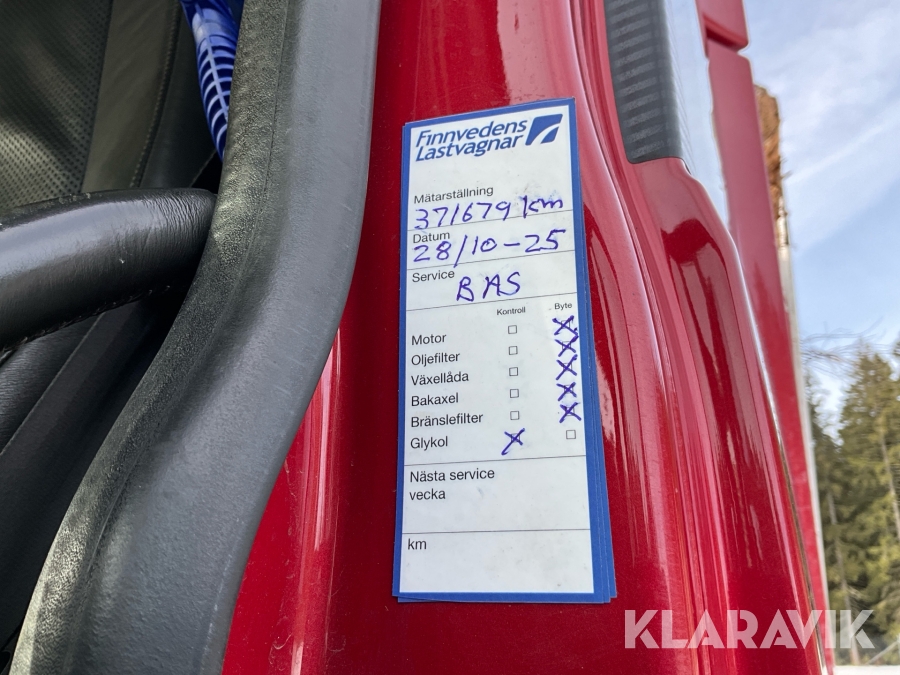 Finnvedens
Lastvagnar
Mätarställning
371679 km
Datum
28/10-25
Service
BAS
Kontroll Byte
Motor ☐ X
Oljefilter ☐ X
Växellåda ☐ X
Bakaxel ☐ X
Bränslefilter ☐ X
Glykol X ☐
Nästa service
vecka
km
KLARAVIK